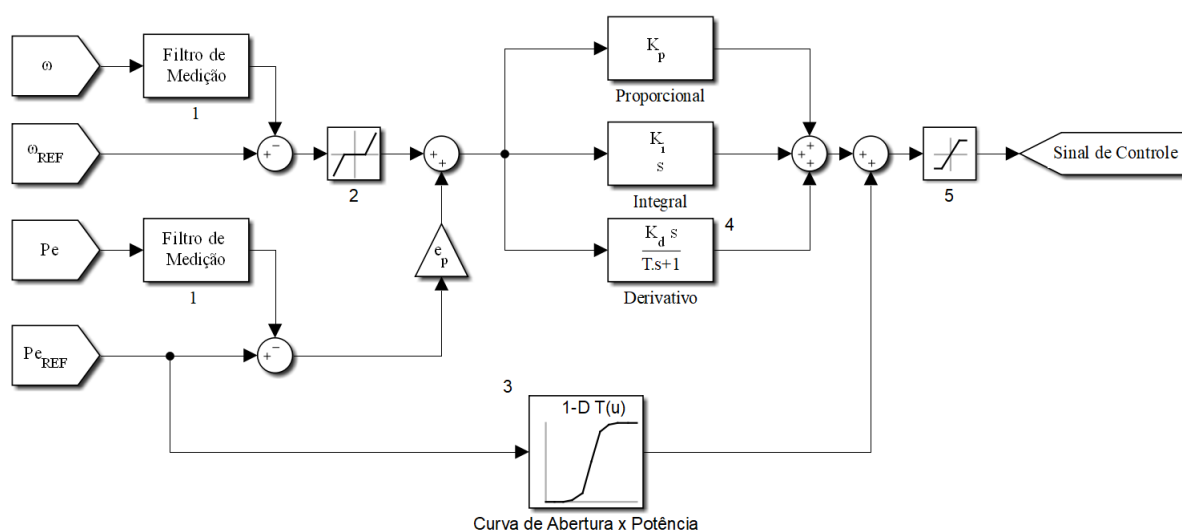 ω
Filtro de
Medição
1
ω REF
+ −
2
+ +
Pe
Filtro de
Medição
1
Pe REF
+ −
e p
K p
Proporcional
K i
s
Integral
4
K d s
T.s+1
Derivativo
+ + +
+ +
5
Sinal de Controle
3
1-D T(u)
Curva de Abertura x Potência